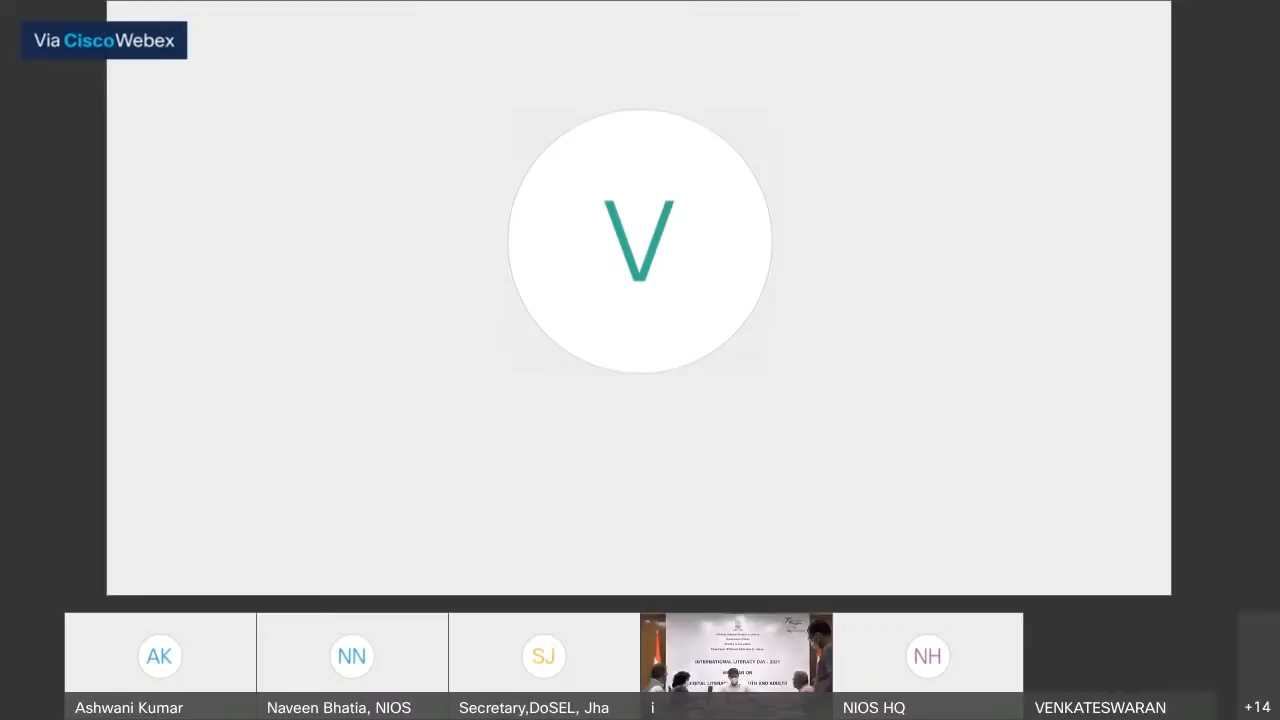 Via CiscoWebex
V
AK
NN
SJ
NH
INTERNATIONAL LITERACY DAY - 2021
Ashwani Kumar
Naveen Bhatia, NIOS
Secretary,DoSEL, Jha
i
NIOS HQ
VENKATESWARAN
+14